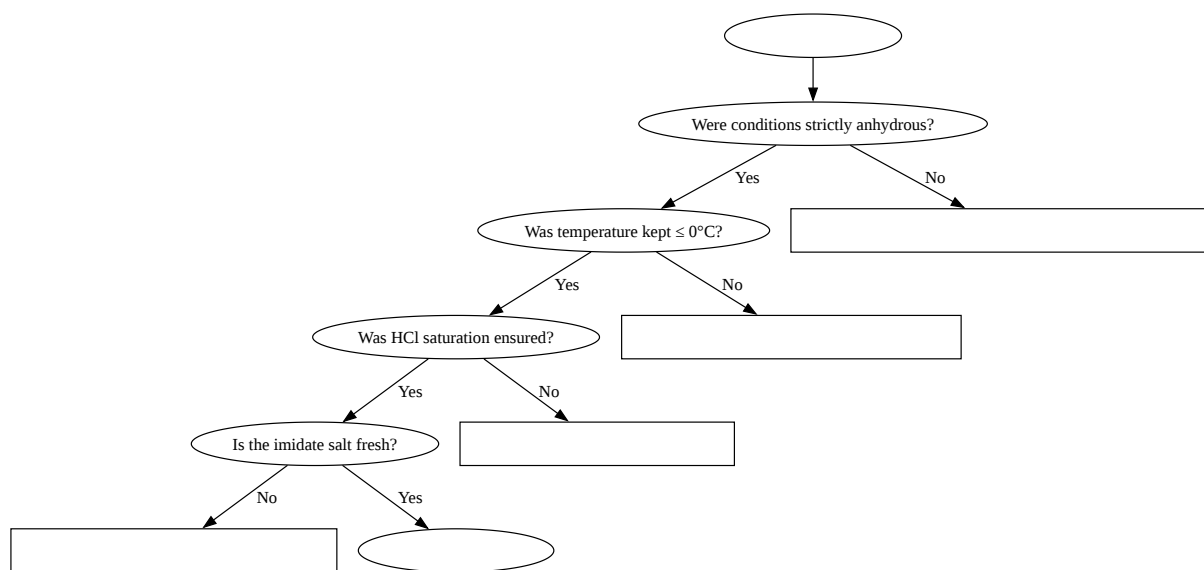 Were conditions strictly anhydrous?
Yes
No
Was temperature kept ≤ 0°C?
Yes
No
Was HCl saturation ensured?
Yes
No
Is the imidate salt fresh?
No
Yes